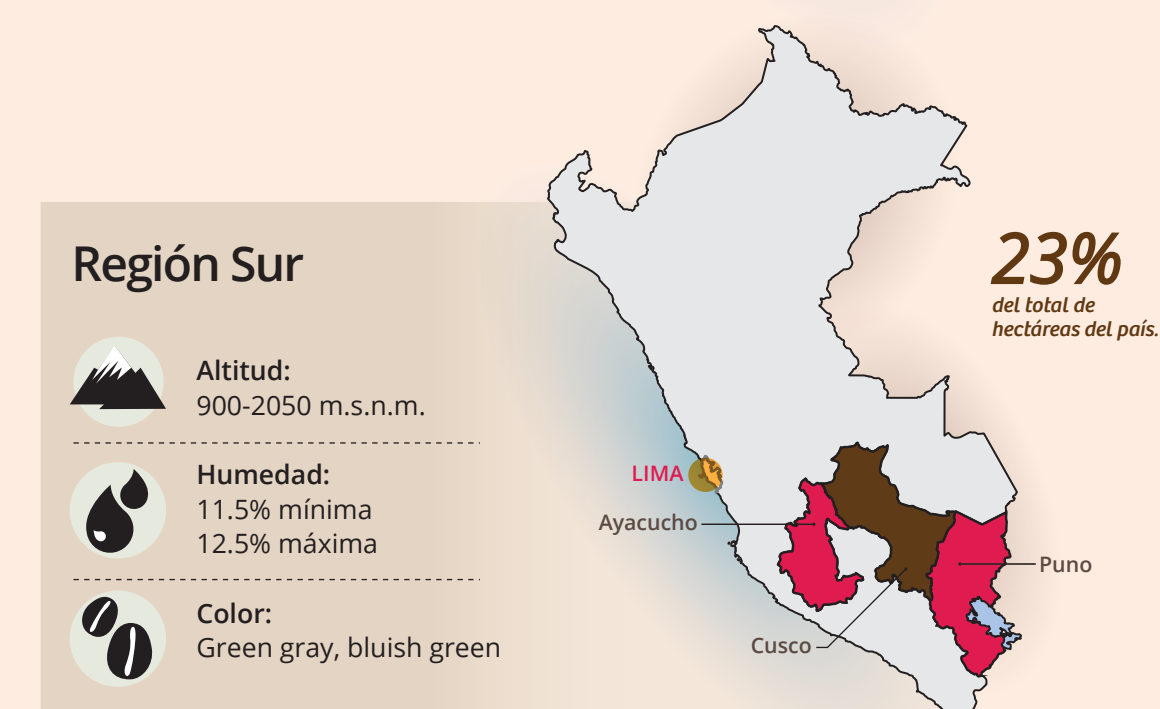 Región Sur
Altitud:
900-2050 m.s.n.m.
Humedad:
11.5% mínima
12.5% máxima
Color:
Green gray, bluish green
23%
del total de
hectáreas del país.
LIMA
Ayacucho
Puno
Cusco